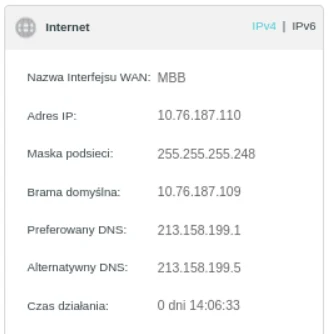 Internet IPv4 | IPv6
Nazwa Interfejsu WAN: MBB
Adres IP: 10.76.187.110
Maska podsieci: 255.255.255.248
Brama domyślna: 10.76.187.109
Preferowany DNS: 213.158.199.1
Alternatywny DNS: 213.158.199.5
Czas działania: 0 dni 14:06:33